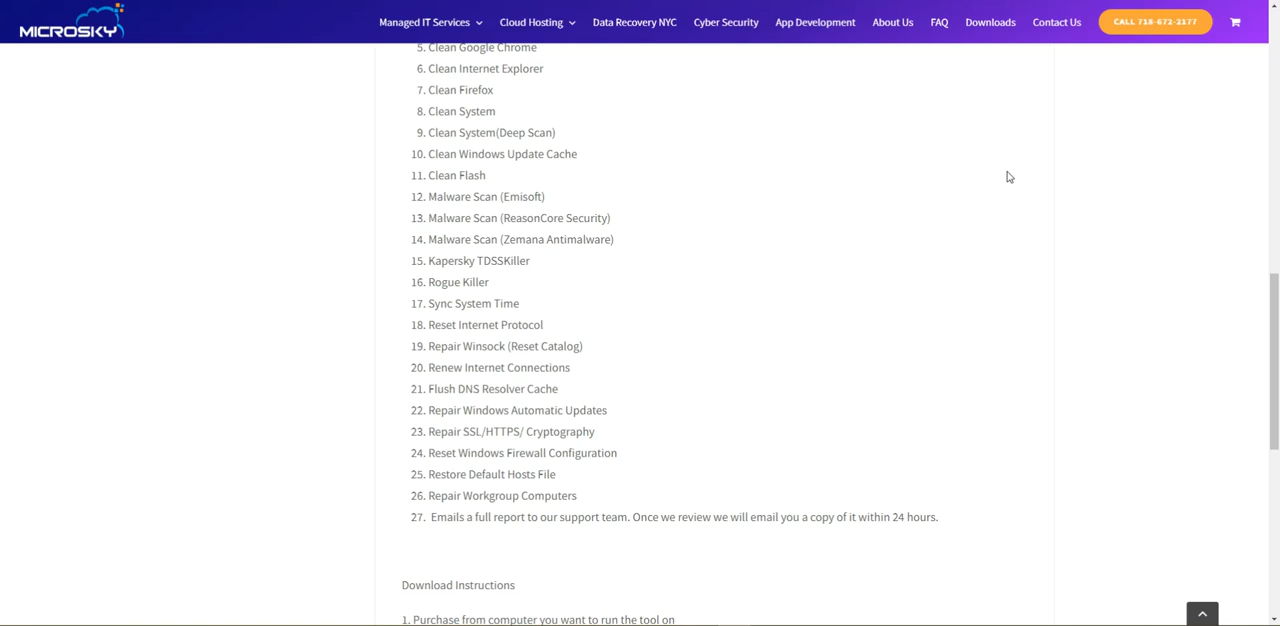 MICROSKY
Managed IT Services Cloud Hosting Data Recovery NYC Cyber Security App Development About Us FAQ Downloads Contact Us CALL 718-672-2177
5. Clean Google Chrome
6. Clean Internet Explorer
7. Clean Firefox
8. Clean System
9. Clean System(Deep Scan)
10. Clean Windows Update Cache
11. Clean Flash
12. Malware Scan (Emisoft)
13. Malware Scan (ReasonCore Security)
14. Malware Scan (Zemana Antimalware)
15. Kapersky TDSSKiller
16. Rogue Killer
17. Sync System Time
18. Reset Internet Protocol
19. Repair Winsock (Reset Catalog)
20. Renew Internet Connections
21. Flush DNS Resolver Cache
22. Repair Windows Automatic Updates
23. Repair SSL/HTTPS/ Cryptography
24. Reset Windows Firewall Configuration
25. Restore Default Hosts File
26. Repair Workgroup Computers
27. Emails a full report to our support team. Once we review we will email you a copy of it within 24 hours.
Download Instructions
1. Purchase from computer you want to run the tool on